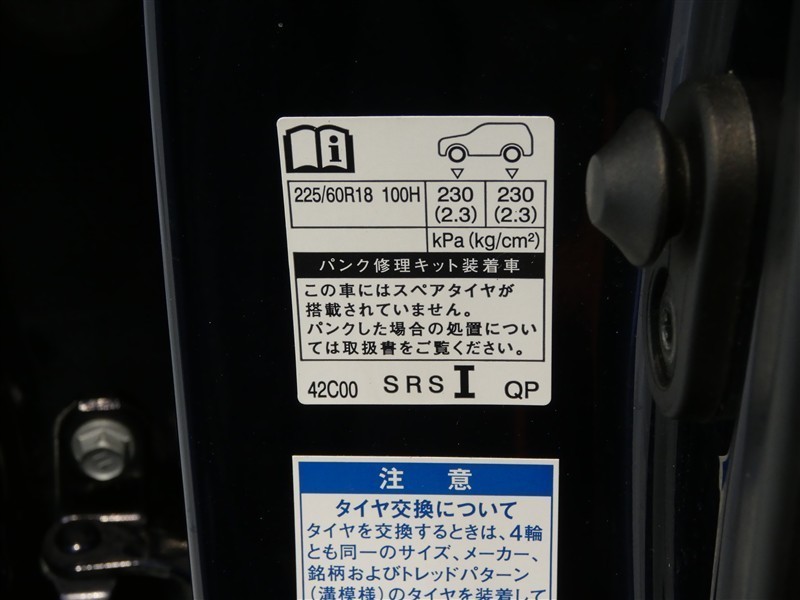 225/60R18 100H 230 230
(2.3) (2.3)
kPa(kg/cm²)
パンク修理キット装着車
この車にはスペアタイヤが
搭載されていません。
パンクした場合の処置につい
ては取扱書をご覧ください。
42C00 SRS I QP
注意
タイヤ交換について
タイヤを交換するときは、4輪
とも同一のサイズ、メーカー、
銘柄およびトレッドパターン
(溝模様)のタイヤを装着して